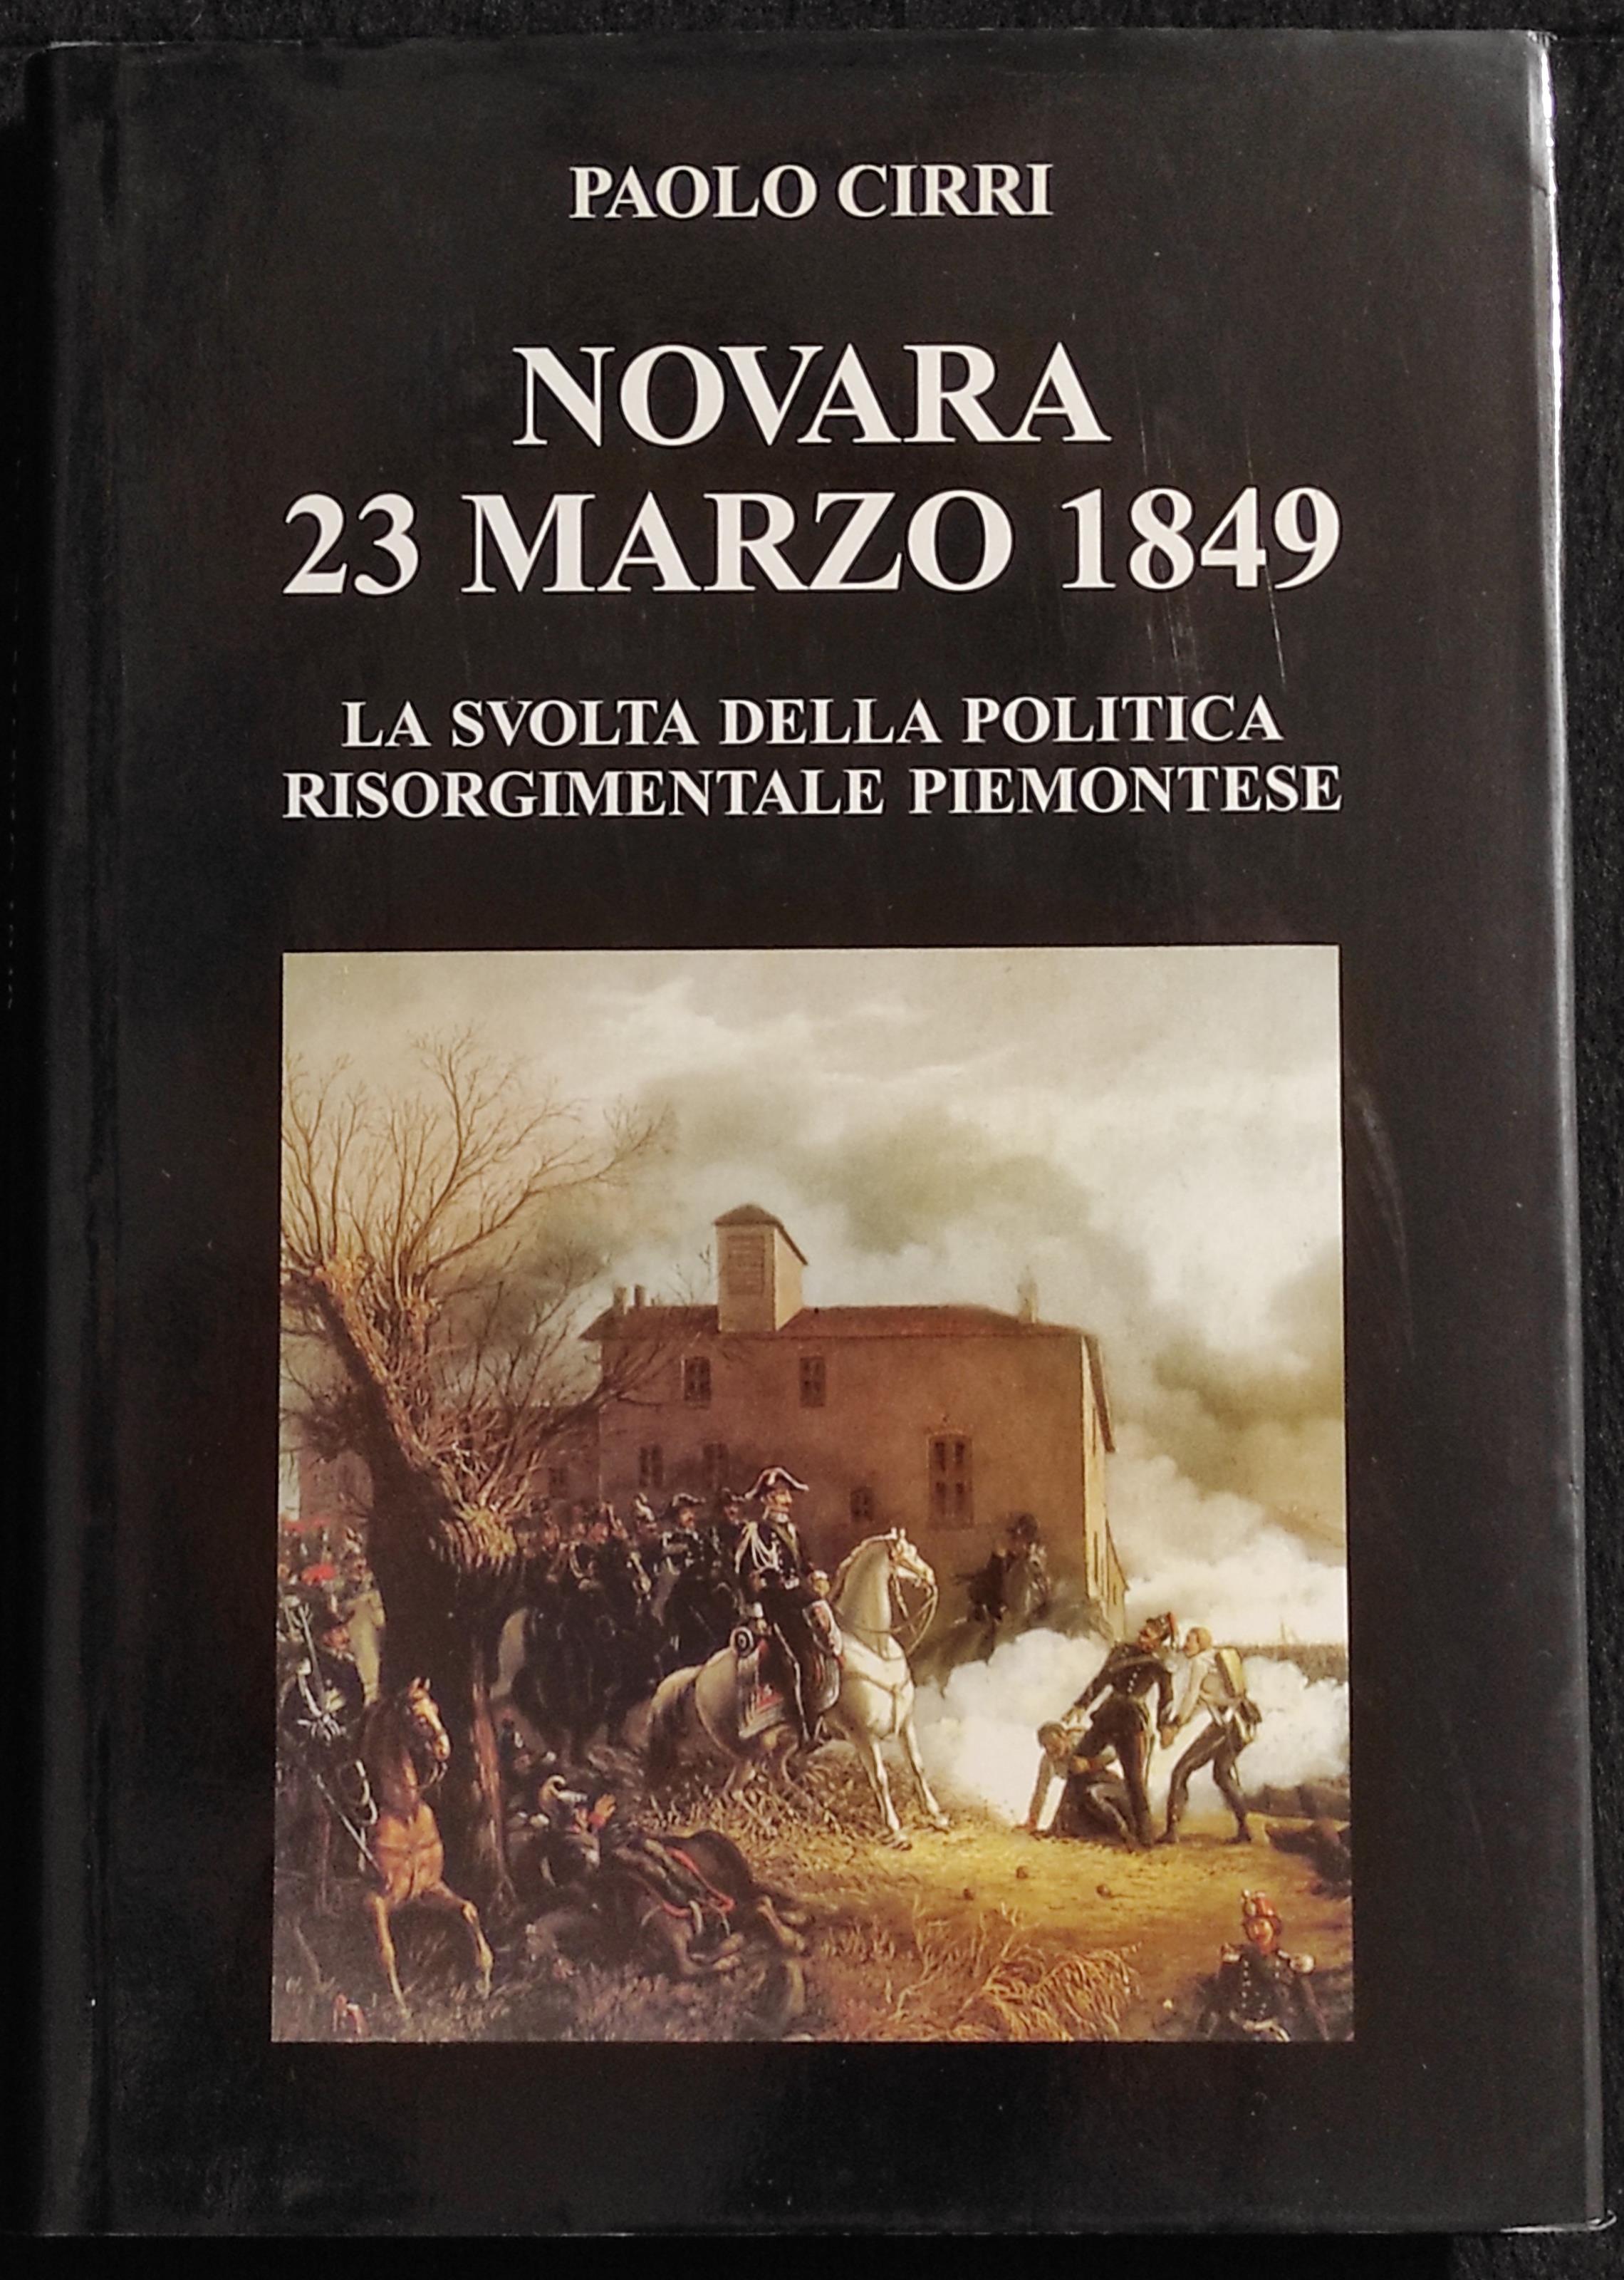 PAOLO CIRRI
NOVARA
23 MARZO 1849
LA SVOLTA DELLA POLITICA
RISORGIMENTALE PIEMONTESE